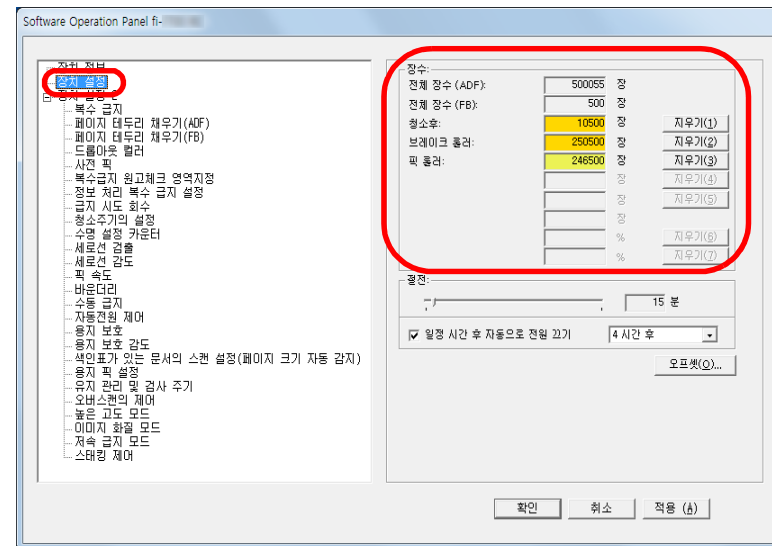 Software Operation Panel fi-
장치 정보
장치 설정
장치 설정 2
복수 급지
페이지 테두리 채우기(ADF)
페이지 테두리 채우기(FB)
드롭아웃 컬러
사전 픽
복수급지 원고체크 영역지정
정보 처리 복수 급지 설정
급지 시도 회수
청소주기의 설정
수명 설정 카운터
세로선 검출
세로선 감도
픽 속도
바운더리
수동 급지
자동전원 제어
용지 보호
용지 보호 감도
색인표가 있는 문서의 스캔 설정(페이지 크기 자동 감지)
용지 픽 설정
유지 관리 및 검사 주기
오버스캔의 제어
높은 고도 모드
이미지 화질 모드
저속 급지 모드
스태킹 제어
장수:
전체 장수 (ADF): 500055 장
전체 장수 (FB): 500 장
청소후: 10500 장 지우기(1)
브레이크 롤러: 250500 장 지우기(2)
픽 롤러: 246500 장 지우기(3)
장 지우기(4)
장 지우기(5)
장
% 지우기(6)
% 지우기(7)
절전:
15 분
일정 시간 후 자동으로 전원 끄기 4 시간 후
오프셋(O)...
확인 취소 적용 (A)